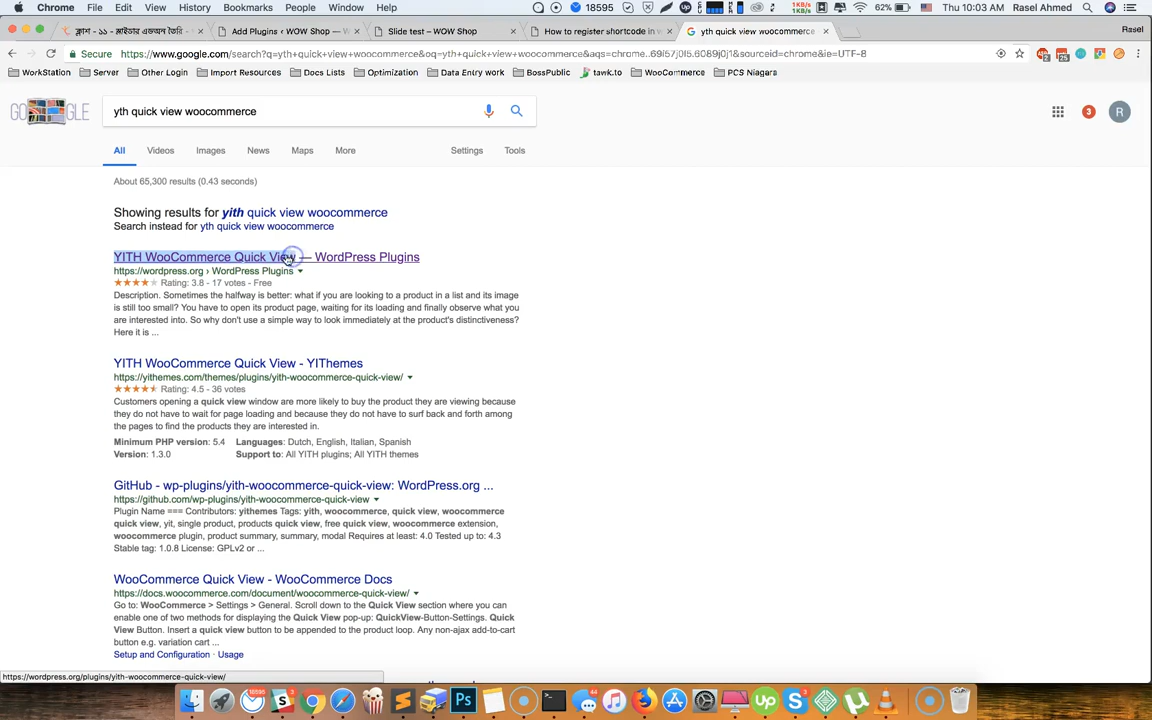 Chrome File Edit View History Bookmarks People Window Help 18595 62% Thu 10:03 AM Rasel Ahmed
ক্লাশ - ১১ - মাস্টার এডমন তৈরি - Add Plugins ‹ WOW Shop — W Slide test – WOW Shop How to register shortcode in w yth quick view woocommerce Rasel
Secure https://www.google.com/search?q=yth+quick+view+woocommerce&oq=yth+quick+view+woocommerce&aqs=chrome..69i57j0l5.6089j0j1&sourceid=chrome&ie=UTF-8
WorkStation Server Other Login Import Resources Docs Lists Optimization Data Entry work BossPublic tawk.to WooCommerce PCS Niagara
yth quick view woocommerce 3 R
All Videos Images News Maps More Settings Tools
About 65,300 results (0.43 seconds)
Showing results for yith quick view woocommerce
Search instead for yth quick view woocommerce
YITH WooCommerce Quick View — WordPress Plugins
https://wordpress.org › WordPress Plugins
Rating: 3.8 - 17 votes - Free
Description. Sometimes the halfway is better: what if you are looking to a product in a list and its image
is still too small? You have to open its product page, waiting for its loading and finally observe what you
are interested into. So why don't use a simple way to look immediately at the product's distinctiveness?
Here it is ...
YITH WooCommerce Quick View - YIThemes
https://yithemes.com/themes/plugins/yith-woocommerce-quick-view/
Rating: 4.5 - 36 votes
Customers opening a quick view window are more likely to buy the product they are viewing because
they do not have to wait for page loading and because they do not have to surf back and forth among
the pages to find the products they are interested in.
Minimum PHP version: 5.4 Languages: Dutch, English, Italian, Spanish
Version: 1.3.0 Support to: All YITH plugins; All YITH themes
GitHub - wp-plugins/yith-woocommerce-quick-view: WordPress.org ...
https://github.com/wp-plugins/yith-woocommerce-quick-view
Plugin Name === Contributors: yithemes Tags: yith, woocommerce, quick view, woocommerce
quick view, yit, single product, products quick view, free quick view, woocommerce extension,
woocommerce plugin, product summary, summary, modal Requires at least: 4.0 Tested up to: 4.3
Stable tag: 1.0.8 License: GPLv2 or ...
WooCommerce Quick View - WooCommerce Docs
https://docs.woocommerce.com/document/woocommerce-quick-view/
Go to: WooCommerce > Settings > General. Scroll down to the Quick View section where you can
enable one of two methods for displaying the Quick View pop-up: QuickView-Button-Settings. Quick
View Button. Insert a quick view button to be appended to the product loop. Any non-ajax add-to-cart
button e.g. variation cart ...
Setup and Configuration · Usage
https://wordpress.org/plugins/yith-woocommerce-quick-view/